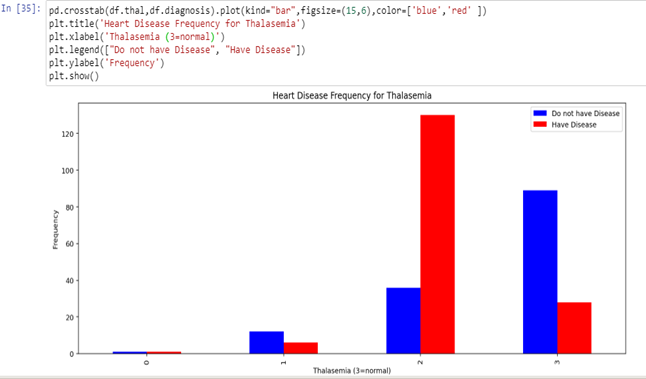 In [35]: pd.crosstab(df.thal,df.diagnosis).plot(kind="bar",figsize=(15,6),color=['blue','red' ])
plt.title('Heart Disease Frequency for Thalasemia')
plt.xlabel('Thalasemia (3=normal)')
plt.legend(["Do not have Disease", "Have Disease"])
plt.ylabel('Frequency')
plt.show()
Heart Disease Frequency for Thalasemia
Do not have Disease
Have Disease
Frequency
120
100
80
60
40
20
0
0 1 2 3
Thalasemia (3=normal)